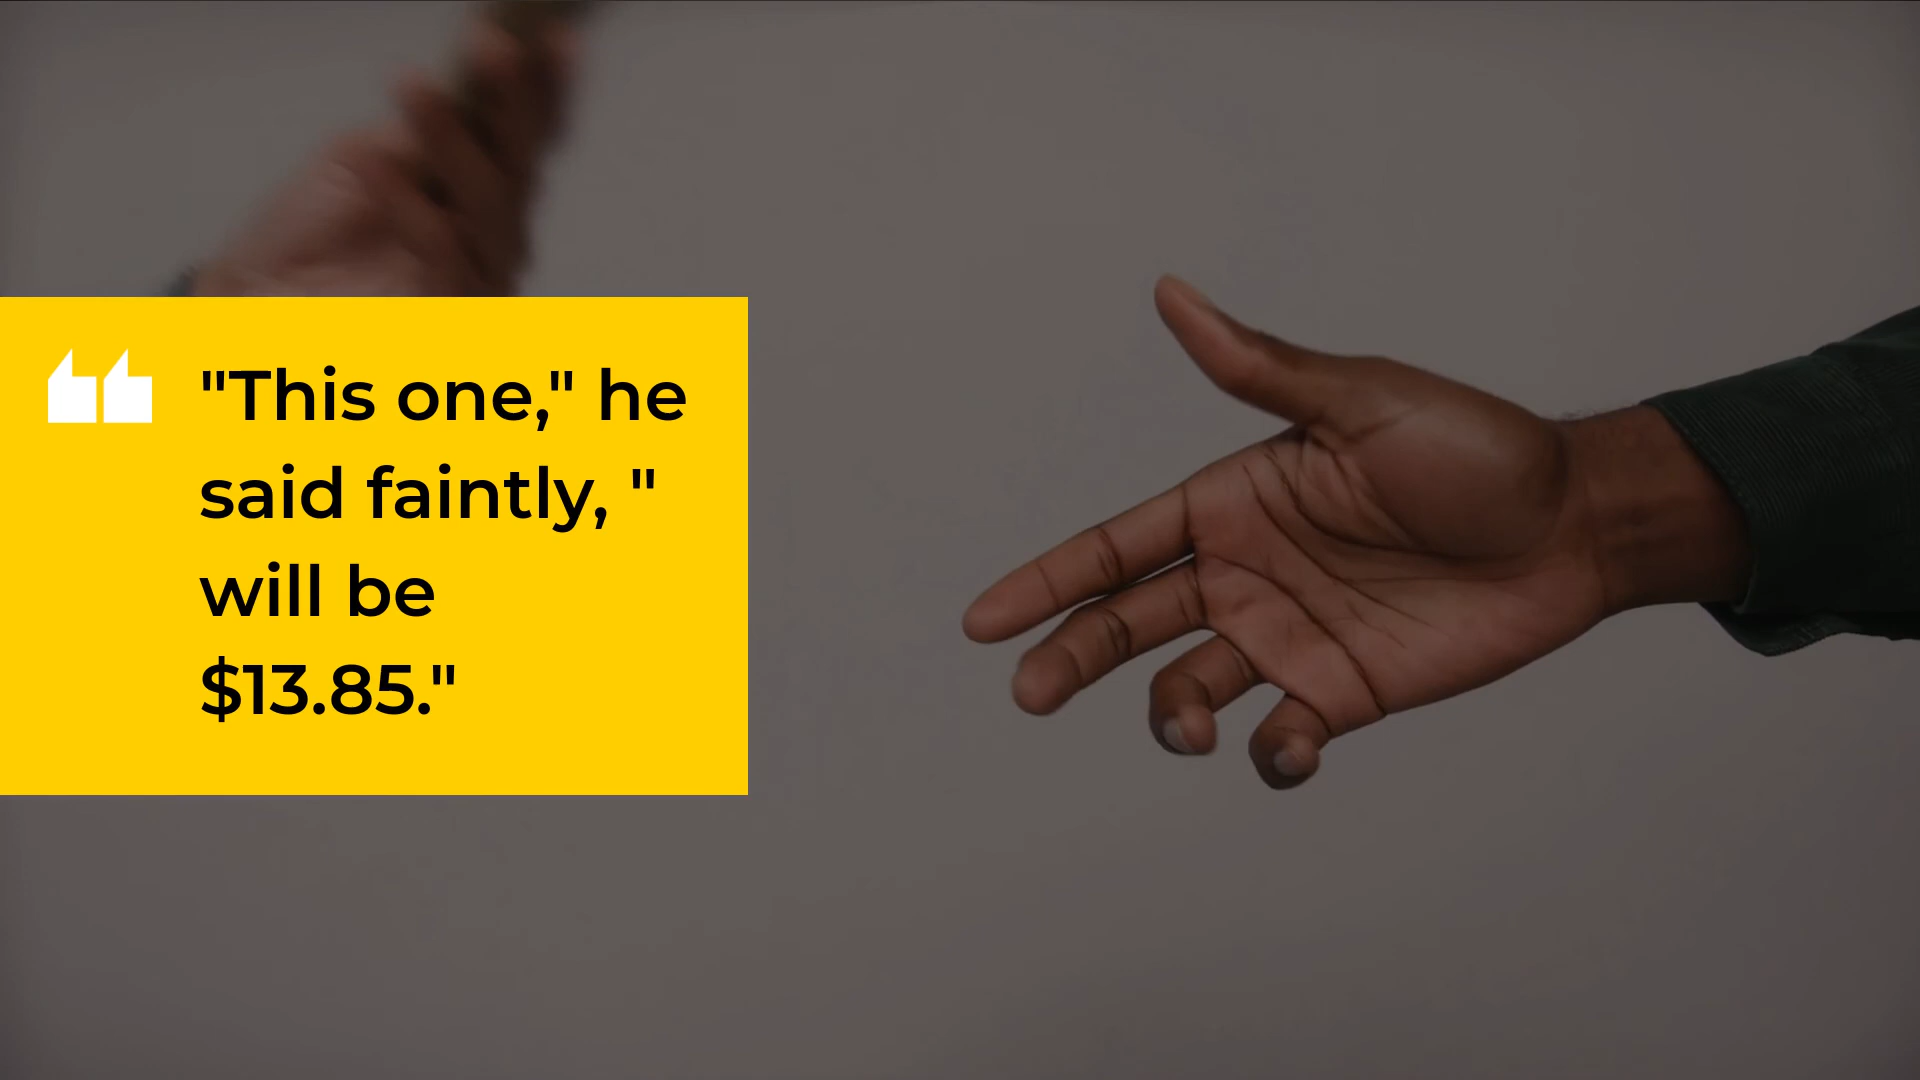 "This one," he
said faintly, "
will be
$13.85."